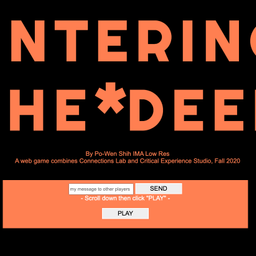 NTERING
HE*DEE
By Po-Wen Shih IMA Low Res
A web game combines Connections Lab and Critical Experience Studio, Fall 2020
my message to other players
SEND
- Scroll down then click "PLAY" -
PLAY